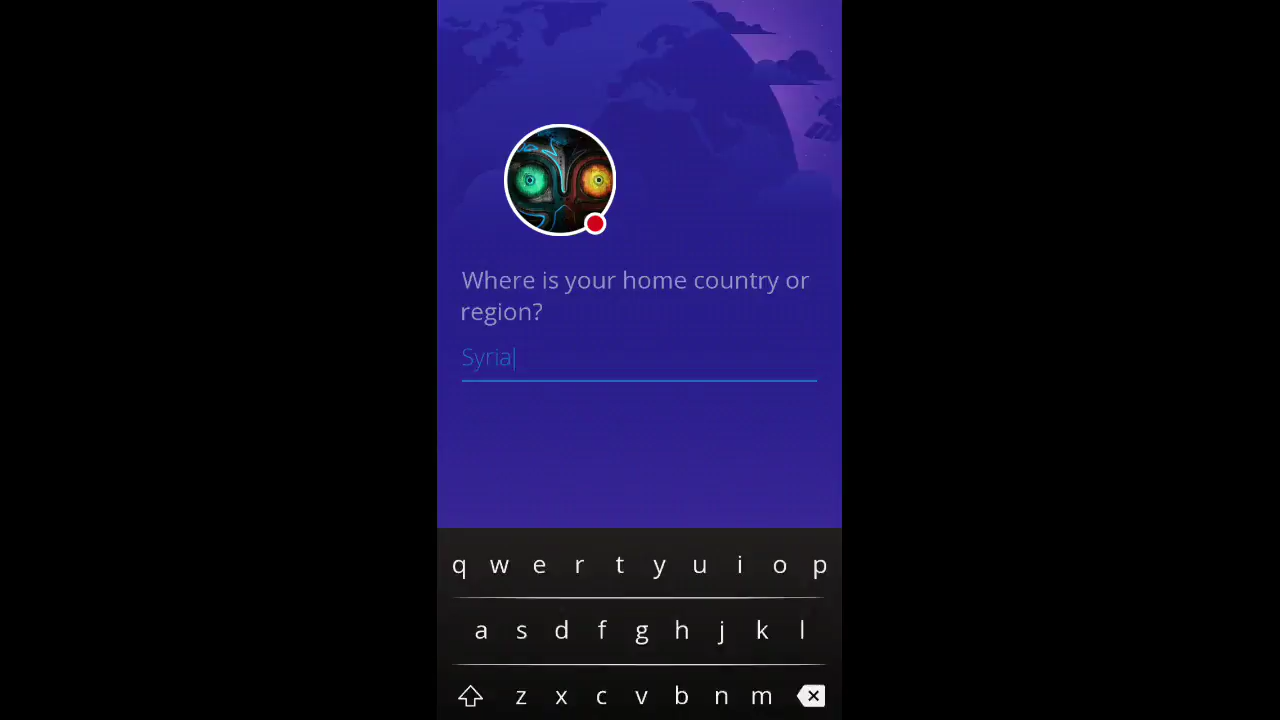 Where is your home country or
region?
Syria
q w e r t y u i o p
a s d f g h j k l
z x c v b n m